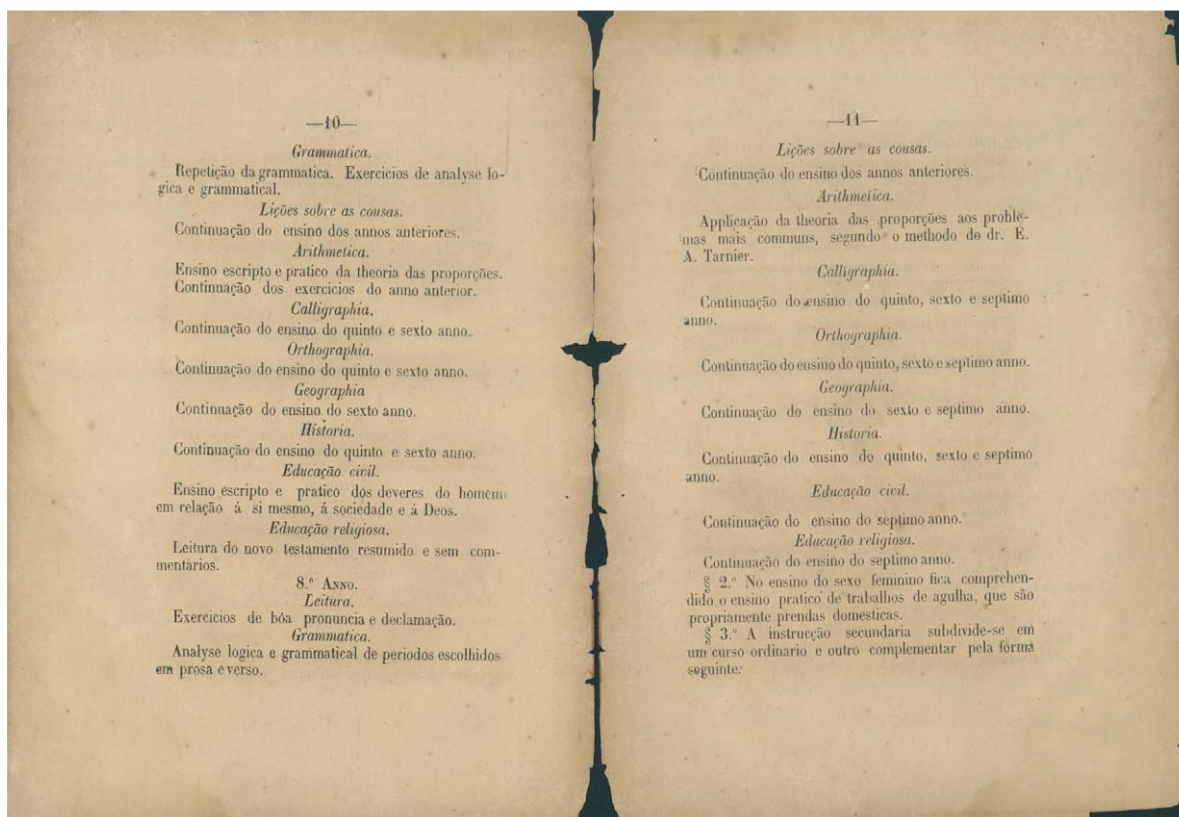 —10—
Grammatica.
Repetição da grammatica. Exercicios de analyse lo-
gica e grammatical.
Lições sobre as cousas.
Continuação do ensino dos annos anteriores.
Arithmetica.
Ensino escripto e pratico da theoria das proporções.
Continuação dos exercicios do anno anterior.
Calligraphia.
Continuação do ensino do quinto e sexto anno.
Orthographia.
Continuação do ensino do quinto e sexto anno.
Geographia
Continuação do ensino do sexto anno.
Historia.
Continuação do ensino do quinto e sexto anno.
Educação civil.
Ensino escripto e pratico dos deveres do homem
em relação á si mesmo, á sociedade e á Deos.
Educação religiosa.
Leitura do novo testamento resumido e sem com-
mentarios.
8.º ANNO.
Leitura.
Exercicios de bôa pronuncia e declamação.
Grammatica.
Analyse logica e grammatical de periodos escolhidos
em prosa e verso.
—11—
Lições sobre as cousas.
Continuação do ensino dos annos anteriores.
Arithmetica.
Applicação da theoria das proporções aos proble-
mas mais communs, segundo o methodo do dr. E.
A. Tarnier.
Calligraphia.
Continuação do ensino do quinto, sexto e septimo
anno.
Orthographia.
Continuação do ensino do quinto, sexto e septimo anno.
Geographia.
Continuação do ensino do sexto e septimo anno.
Historia.
Continuação do ensino do quinto, sexto e septimo
anno.
Educação civil.
Continuação do ensino do septimo anno.
Educação religiosa.
Continuação do ensino do septimo anno.
§ 2.º No ensino do sexo feminino fica comprehen-
dido o ensino pratico de trabalhos de agulha, que são
propriamente prendas domesticas.
§ 3.º A instrucção secundaria subdivide-se em
um curso ordinario e outro complementar pela fórma
seguinte: